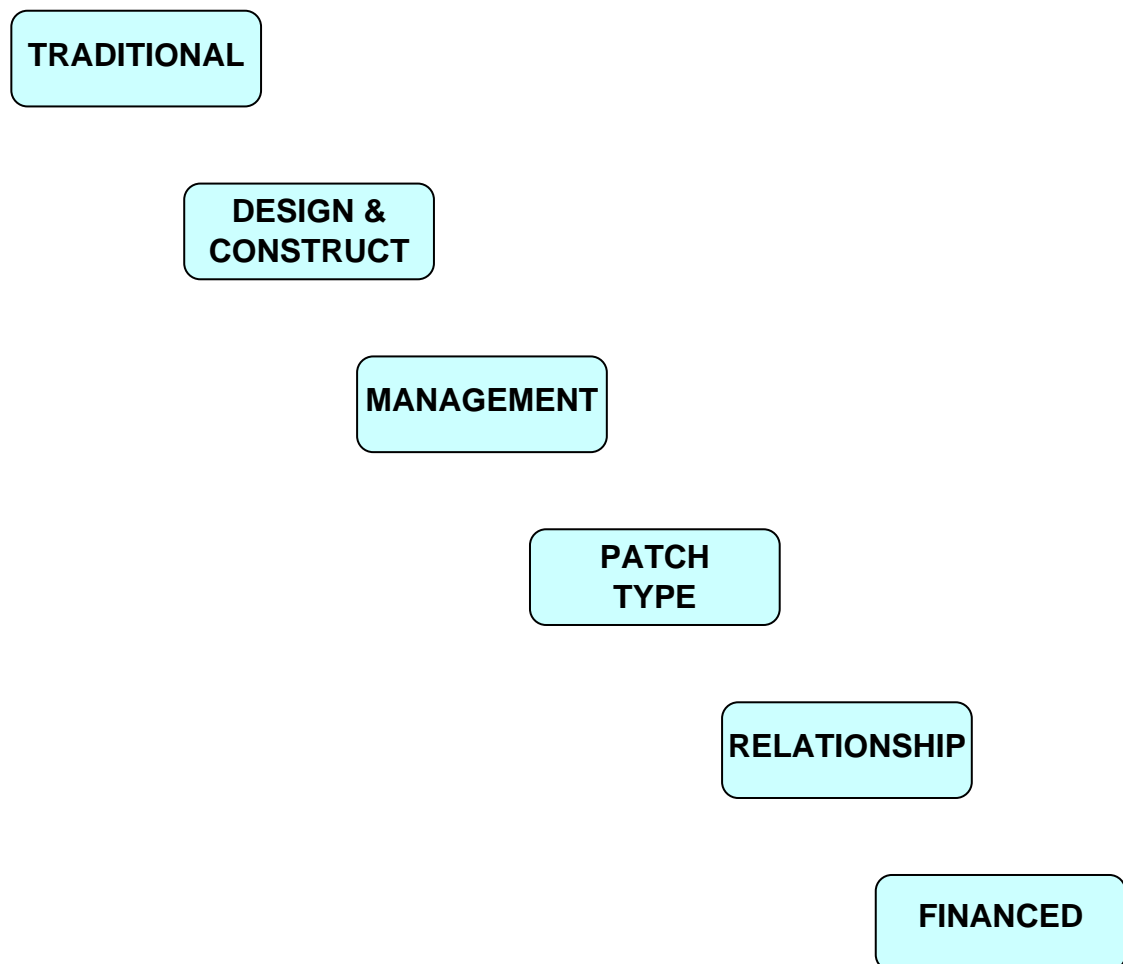 TRADITIONAL
DESIGN &
CONSTRUCT
MANAGEMENT
PATCH
TYPE
RELATIONSHIP
FINANCED